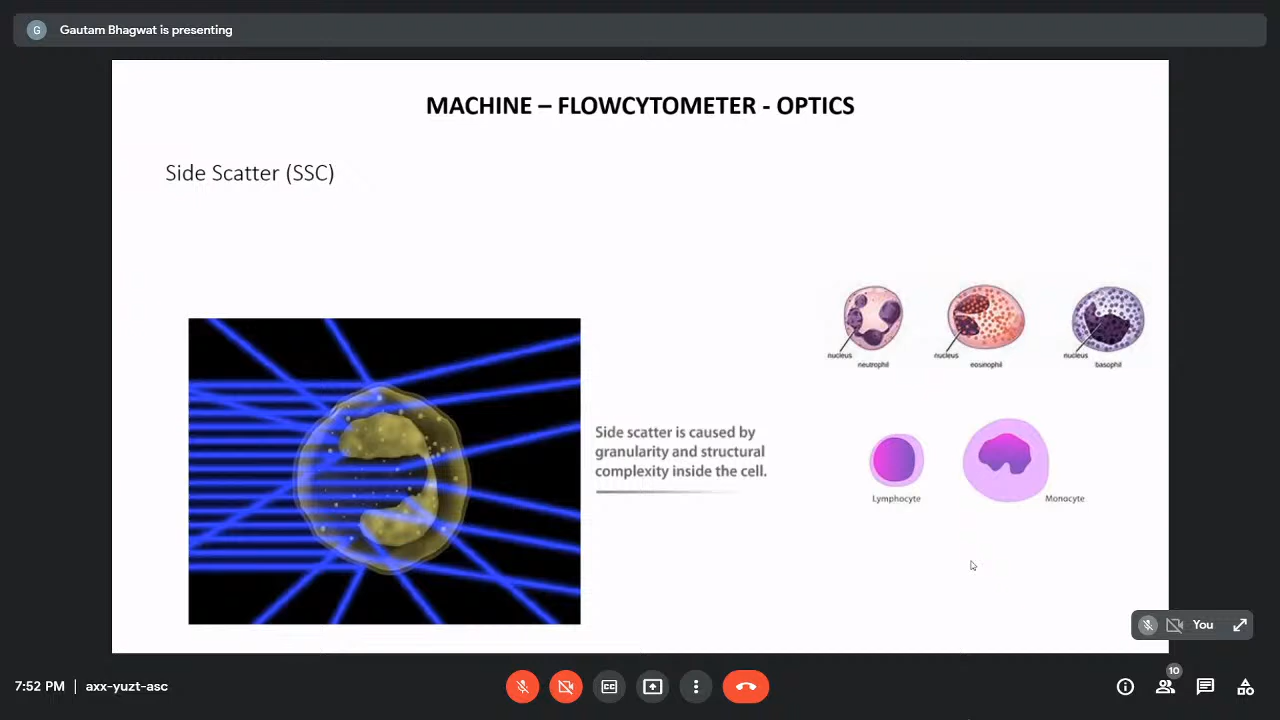 G
Gautam Bhagwat is presenting
MACHINE – FLOWCYTOMETER - OPTICS
Side Scatter (SSC)
nucleus
neutrophil
nucleus
eosinophil
nucleus
basophil
Side scatter is caused by
granularity and structural
complexity inside the cell.
Lymphocyte
Monacyte
You
7:52 PM | axx-yuzt-asc
10